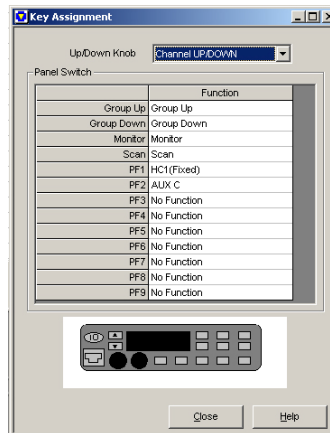 Key Assignment
Up/Down Knob Channel UP/DOWN
Panel Switch
Function
Group Up Group Up
Group Down Group Down
Monitor Monitor
Scan Scan
PF1 HC1(Fixed)
PF2 AUX C
PF3 No Function
PF4 No Function
PF5 No Function
PF6 No Function
PF7 No Function
PF8 No Function
PF9 No Function
Close Help